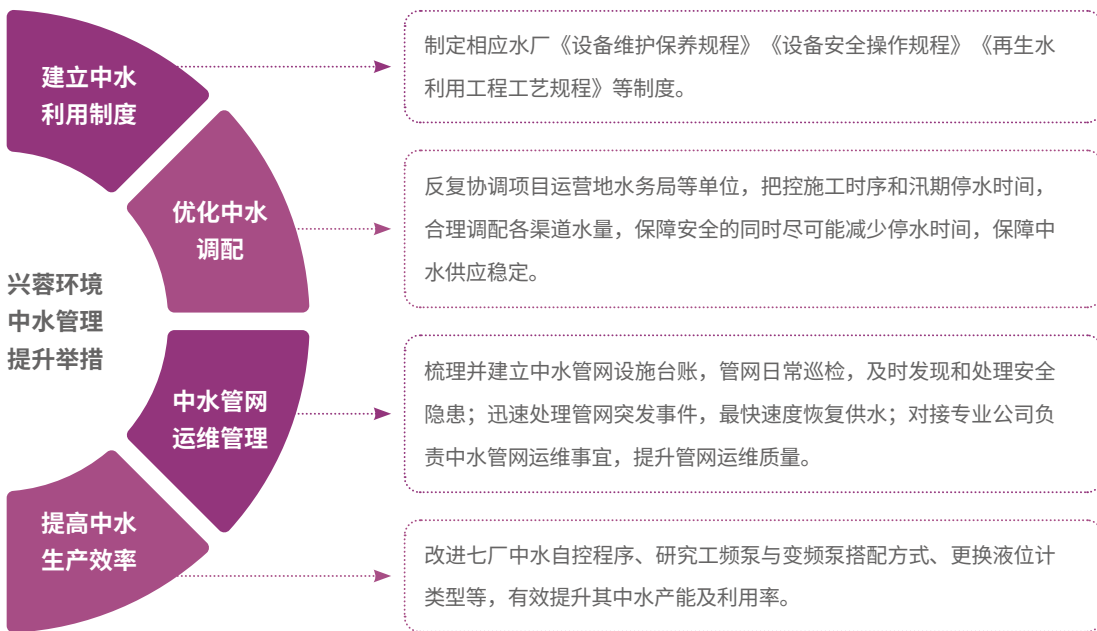 兴蓉环境
中水管理
提升举措
建立中水
利用制度
制定相应水厂《设备维护保养规程》《设备安全操作规程》《再生水
利用工程工艺规程》等制度。
优化中水
调配
反复协调项目运营地水务局等单位，把控施工时序和汛期停水时间，
合理调配各渠道水量，保障安全的同时尽可能减少停水时间，保障中
水供应稳定。
中水管网
运维管理
梳理并建立中水管网设施台账，管网日常巡检，及时发现和处理安全
隐患；迅速处理管网突发事件，最快速度恢复供水；对接专业公司负
责中水管网运维事宜，提升管网运维质量。
提高中水
生产效率
改进七厂中水自控程序、研究工频泵与变频泵搭配方式、更换液位计
类型等，有效提升其中水产能及利用率。